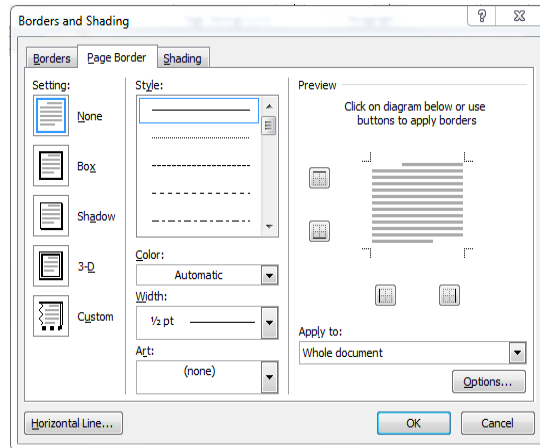 Borders and Shading
Borders Page Border Shading
Setting:
None
Box
Shadow
3-D
Custom
Style:
Color:
Automatic
Width:
½ pt
Art:
(none)
Preview
Click on diagram below or use
buttons to apply borders
Apply to:
Whole document
Options...
Horizontal Line...
OK
Cancel